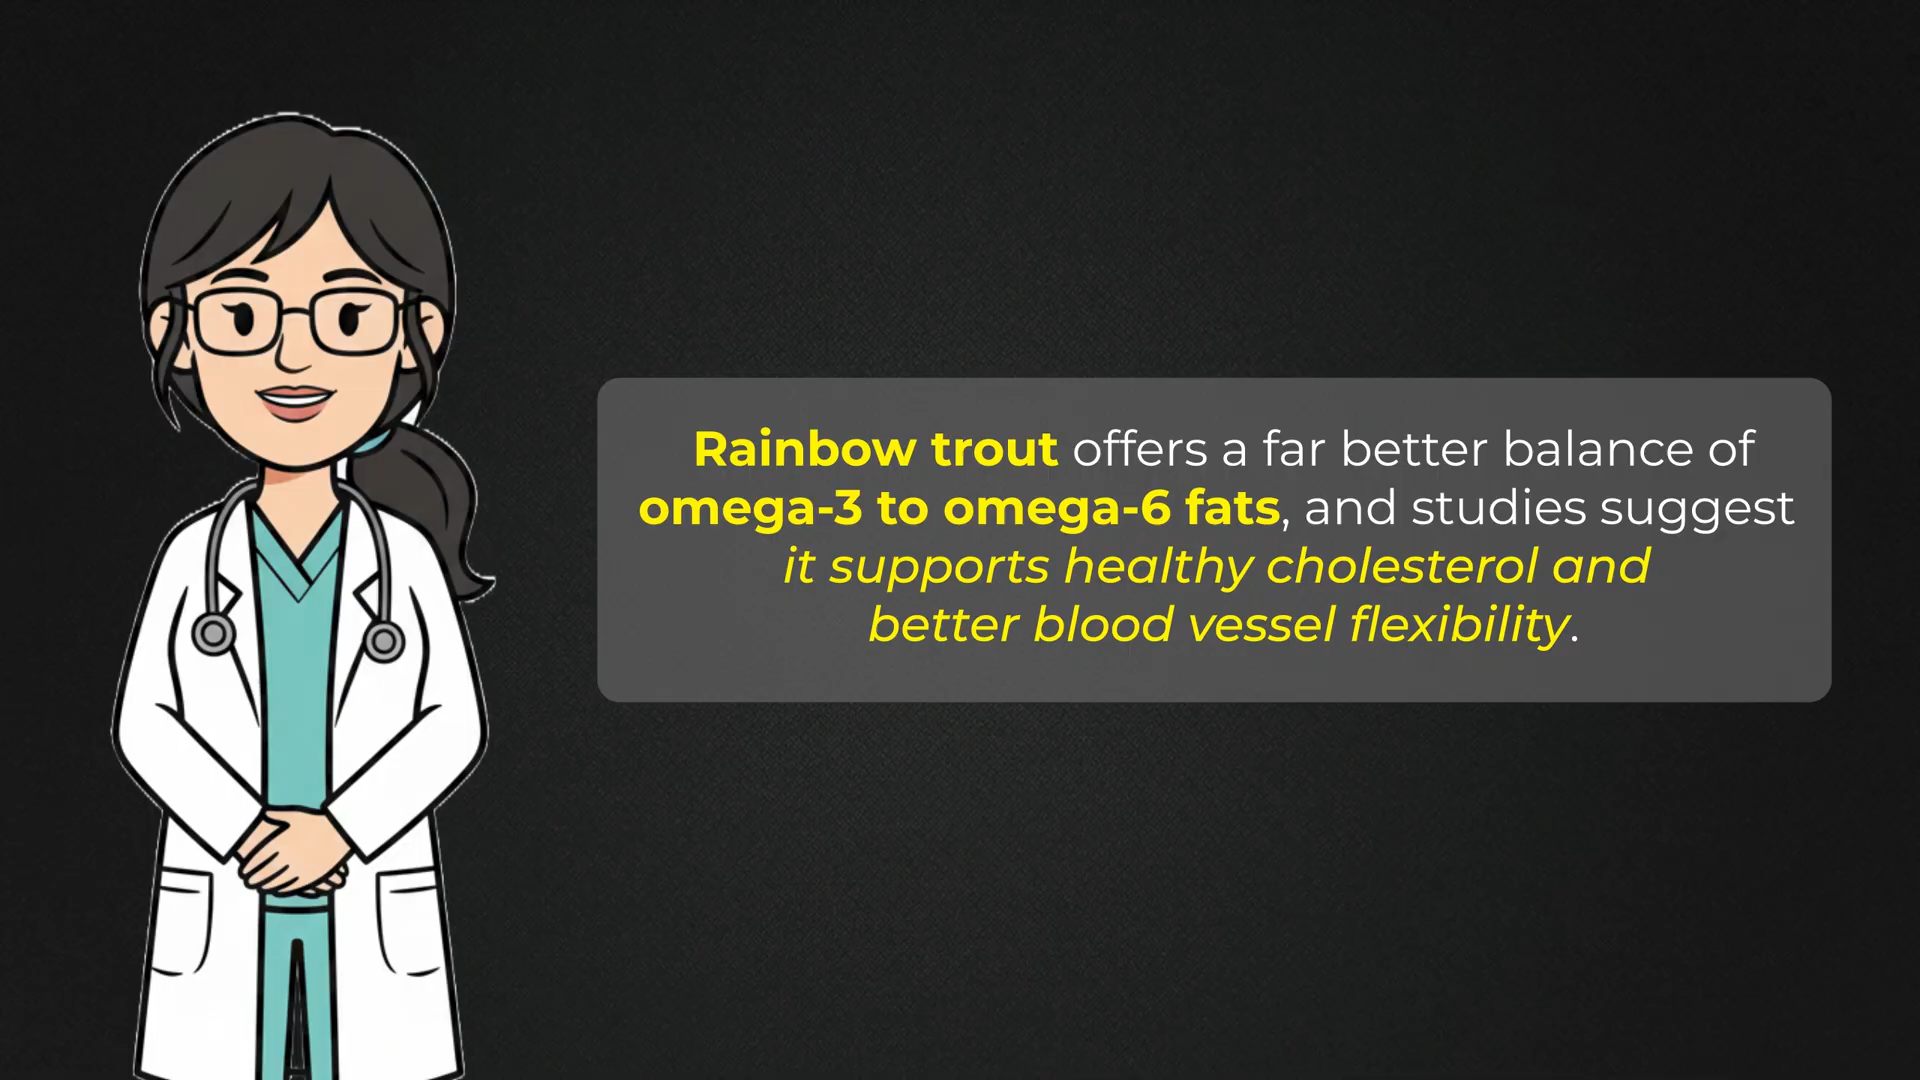 Rainbow trout offers a far better balance of
omega-3 to omega-6 fats, and studies suggest
it supports healthy cholesterol and
better blood vessel flexibility.